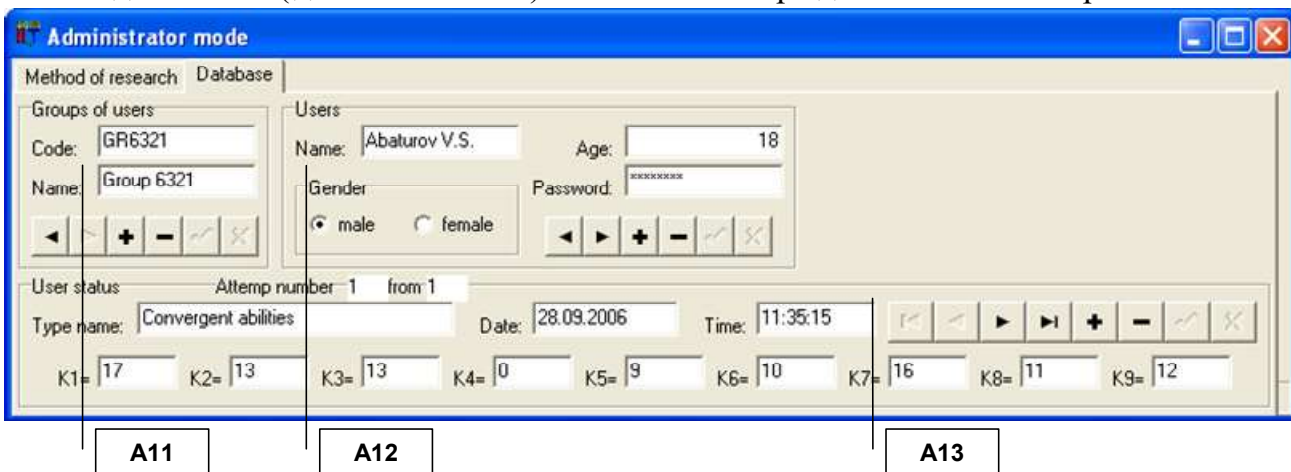 Administrator mode
Method of research Database
Groups of users
Code: GR6321
Name: Group 6321
Users
Name: Abaturov V.S.
Age: 18
Gender
male female
Password: ********
User status Attemp number 1 from 1
Type name: Convergent abilities Date: 28.09.2006 Time: 11:35:15
K1= 17 K2= 13 K3= 13 K4= 0 K5= 9 K6= 10 K7= 16 K8= 11 K9= 12
A11 A12 A13